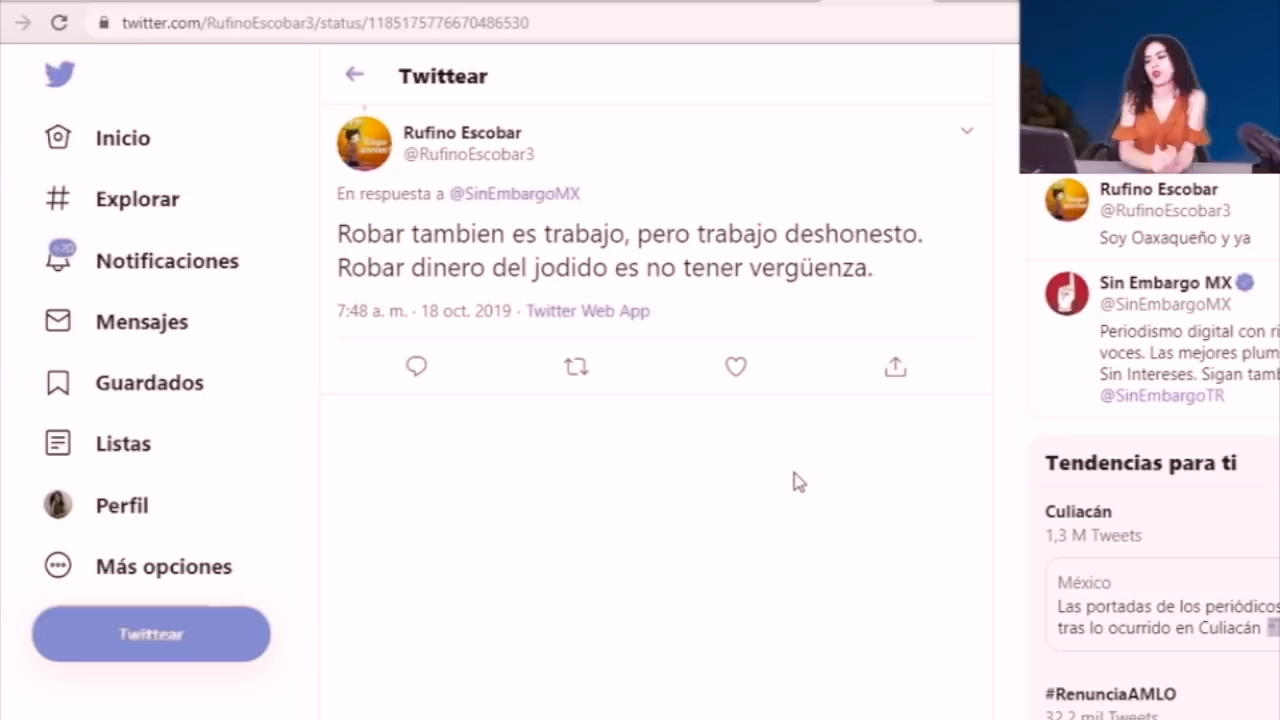 twitter.com/RufinoEscobar3/status/1185175776670486530
Inicio
Explorar
Notificaciones
Mensajes
Guardados
Listas
Perfil
Más opciones
Twittear
Twittear
Rufino Escobar
@RufinoEscobar3
En respuesta a @SinEmbargoMX
Robar tambien es trabajo, pero trabajo deshonesto.
Robar dinero del jodido es no tener vergüenza.
7:48 a. m. · 18 oct. 2019 · Twitter Web App
Rufino Escobar
@RufinoEscobar3
Soy Oaxaqueño y ya
Sin Embargo MX
@SinEmbargoMX
Periodismo digital con ri
voces. Las mejores plum
Sin Intereses. Sigan tamb
@SinEmbargoTR
Tendencias para ti
Culiacán
1,3 M Tweets
México
Las portadas de los periódicos
tras lo ocurrido en Culiacán
#RenunciaAMLO
32,2 mil Tweets